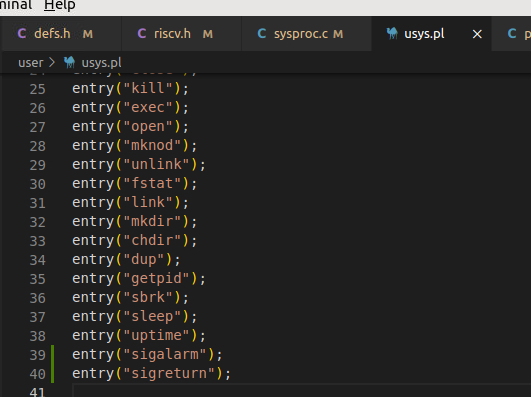 Help
defs.h M riscv.h M sysproc.c M usys.pl
user > usys.pl
25 entry("kill");
26 entry("exec");
27 entry("open");
28 entry("mknod");
29 entry("unlink");
30 entry("fstat");
31 entry("link");
32 entry("mkdir");
33 entry("chdir");
34 entry("dup");
35 entry("getpid");
36 entry("sbrk");
37 entry("sleep");
38 entry("uptime");
39 entry("sigalarm");
40 entry("sigreturn");
41